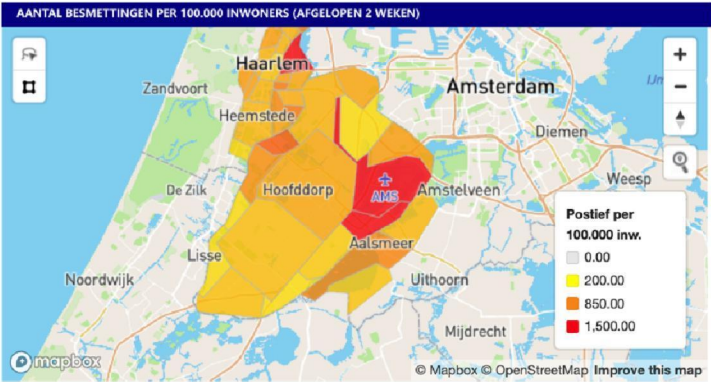 AANTAL BESMETTINGEN PER 100.000 INWONERS (AFGELOPEN 2 WEKEN)
Haarlem
Zandvoort
Amsterdam
IJm
Heemstede
Diemen
De Zilk
Hoofddorp
AMS
Amstelveen
Weesp
Postief per
100.000 inw.
0.00
200.00
850.00
1,500.00
Aalsmeer
Lisse
Noordwijk
Uithoorn
Mijdrecht
mapbox
© Mapbox © OpenStreetMap Improve this map